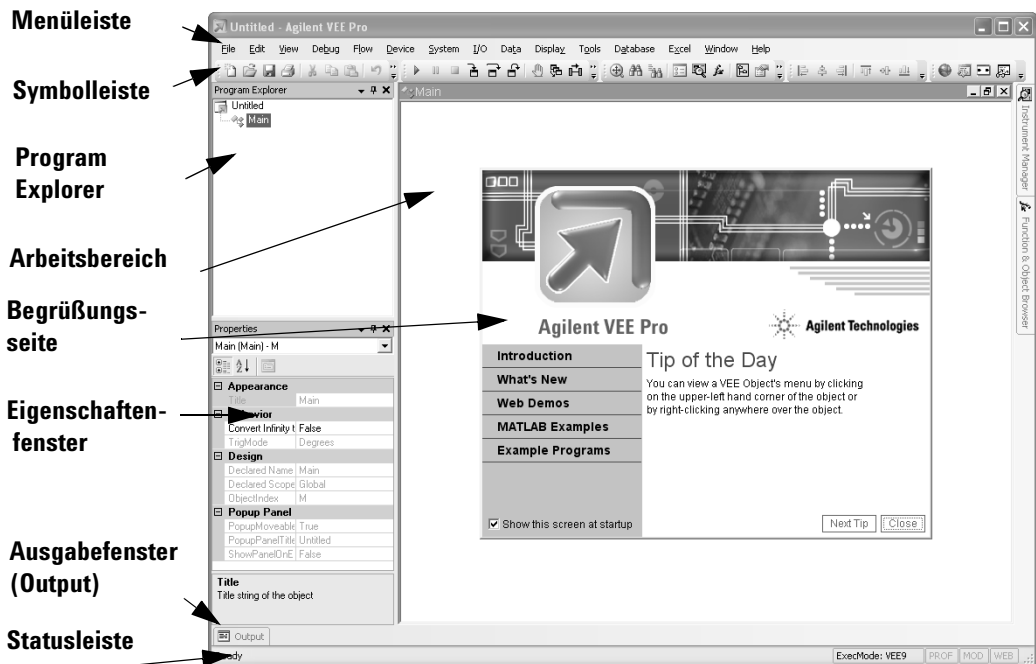 Menüleiste
Symbolleiste
Program
Explorer
Arbeitsbereich
Begrüßungs-
seite
Eigenschaften-
fenster
Ausgabefenster
(Output)
Statusleiste
Untitled - Agilent VEE Pro
File Edit View Debug Flow Device System I/O Data Display Tools Database Excel Window Help
Program Explorer
Untitled
Main
Main
Instrument Manager
Function & Object Browser
Agilent VEE Pro
Agilent Technologies
Introduction
What's New
Web Demos
MATLAB Examples
Example Programs
Show this screen at startup
Tip of the Day
You can view a VEE Object's menu by clicking
on the upper-left hand corner of the object or
by right-clicking anywhere over the object.
Next Tip Close
Properties
Main (Main) - M
Appearance
Title Main
Convert Infinity t False
TrigMode Degrees
Design
Declared Name Main
Declared Scope Global
ObjectIndex M
Popup Panel
PopupMoveable True
PopupPanelTitle Untitled
ShowPanelOnE False
Title
Title string of the object
Output
ExecMode: VEE9 PROF MOD WEB